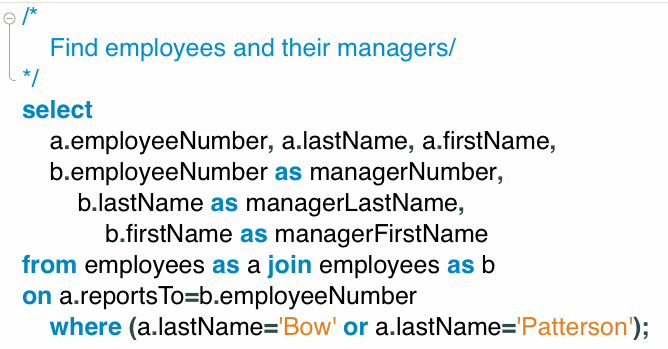 /*
Find employees and their managers/
*/
select
a.employeeNumber, a.lastName, a.firstName,
b.employeeNumber as managerNumber,
b.lastName as managerLastName,
b.firstName as managerFirstName
from employees as a join employees as b
on a.reportsTo=b.employeeNumber
where (a.lastName='Bow' or a.lastName='Patterson');